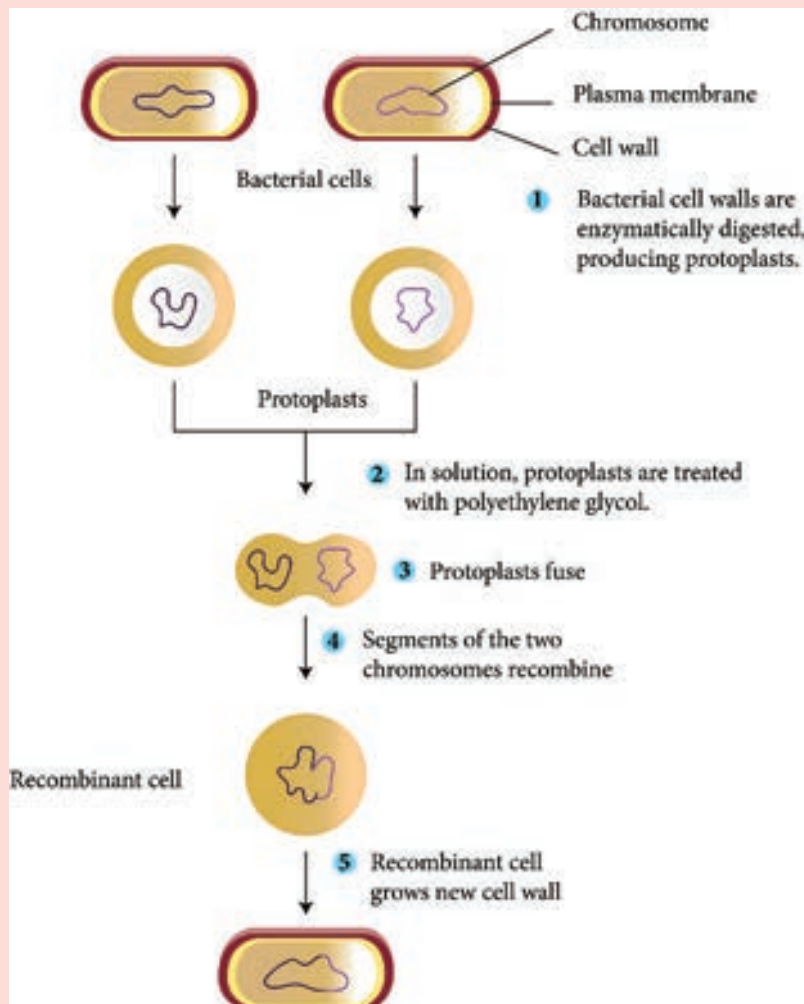 Chromosome
Plasma membrane
Cell wall
Bacterial cells
1 Bacterial cell walls are
enzymatically digested,
producing protoplasts.
Protoplasts
2 In solution, protoplasts are treated
with polyethylene glycol.
3 Protoplasts fuse
4 Segments of the two
chromosomes recombine
Recombinant cell
5 Recombinant cell
grows new cell wall